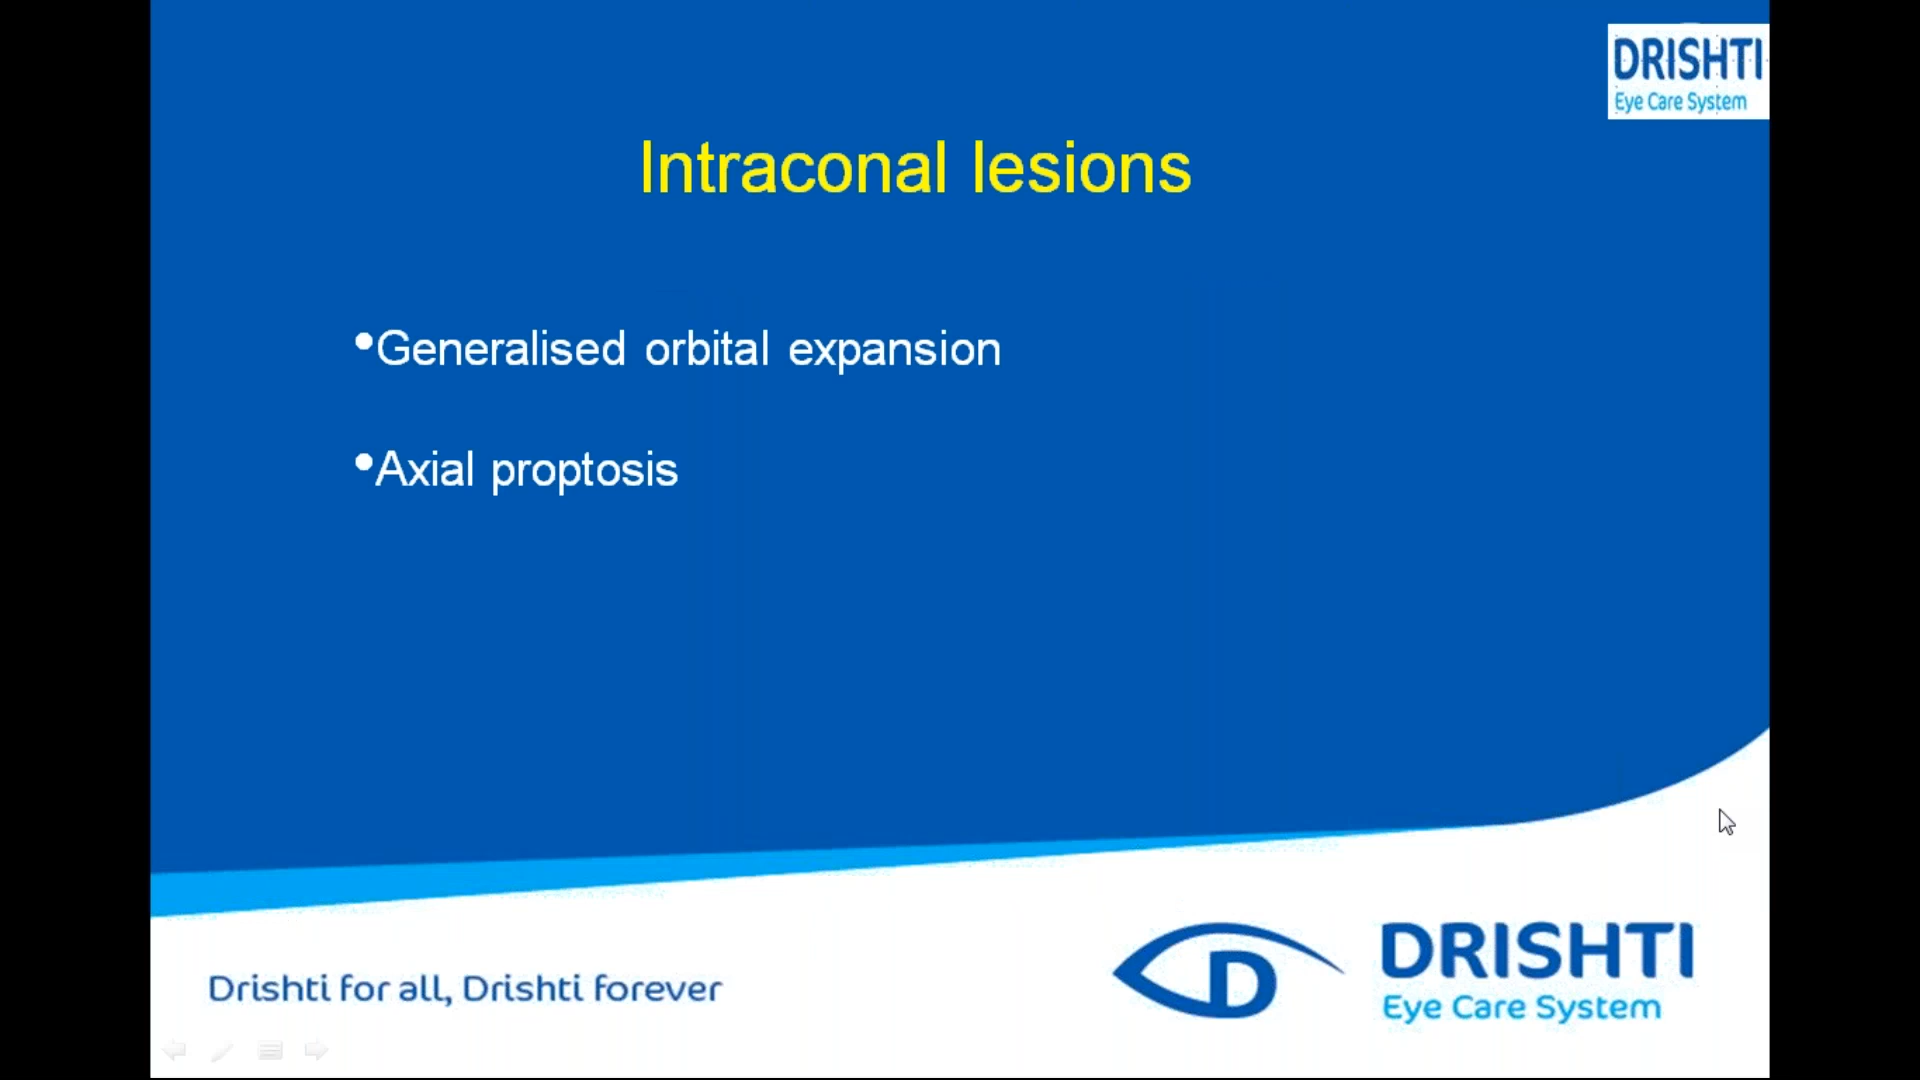 DRISHTI
Eye Care System
Intraconal lesions
•Generalised orbital expansion
•Axial proptosis
Drishti for all, Drishti forever
D
DRISHTI
Eye Care System